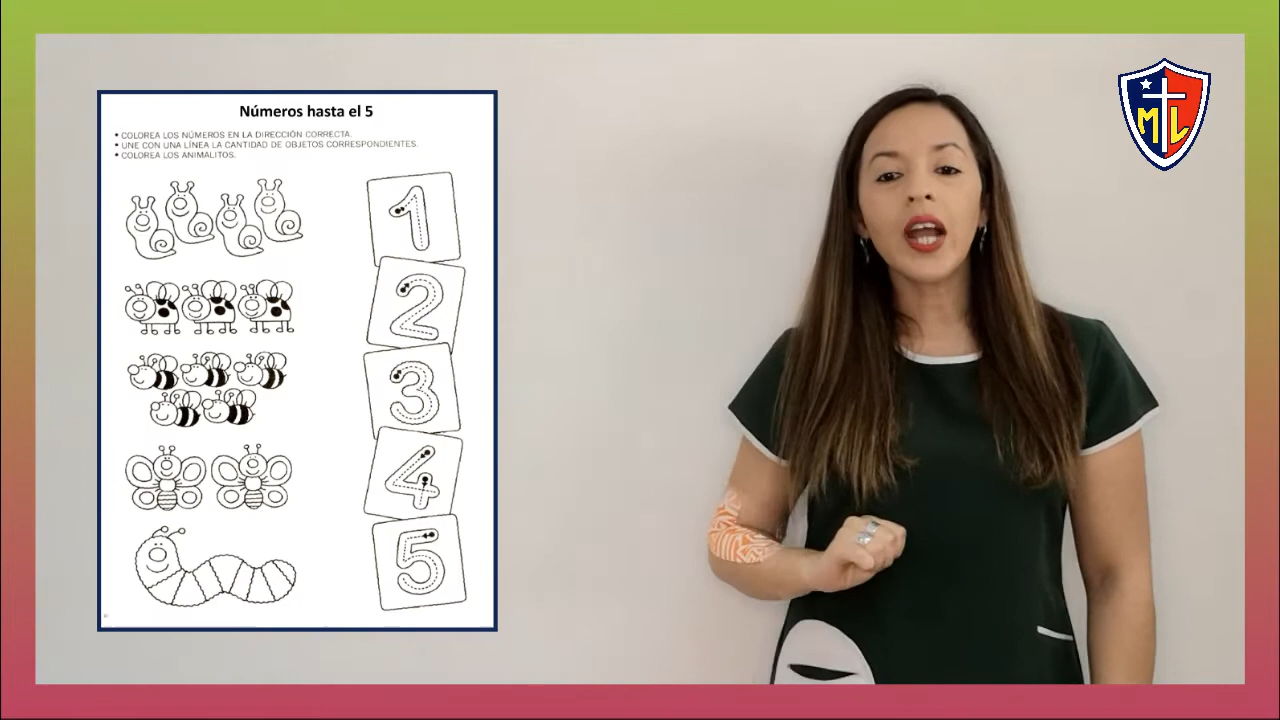 Números hasta el 5
• COLOREA LOS NÚMEROS EN LA DIRECCIÓN CORRECTA.
• UNE CON UNA LÍNEA LA CANTIDAD DE OBJETOS CORRESPONDIENTES.
• COLOREA LOS ANIMALITOS.
1
2
3
4
5
ML